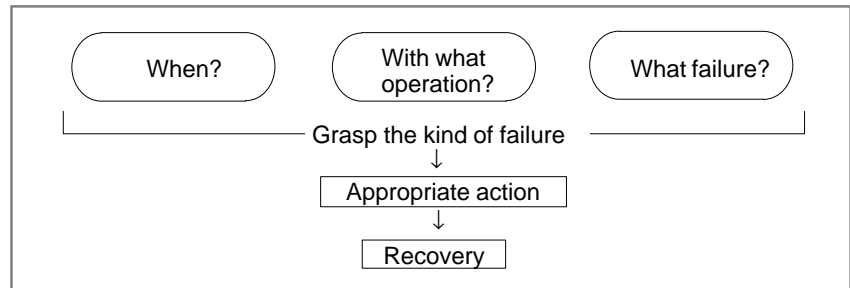 When?
With what
operation?
What failure?
Grasp the kind of failure
Appropriate action
Recovery